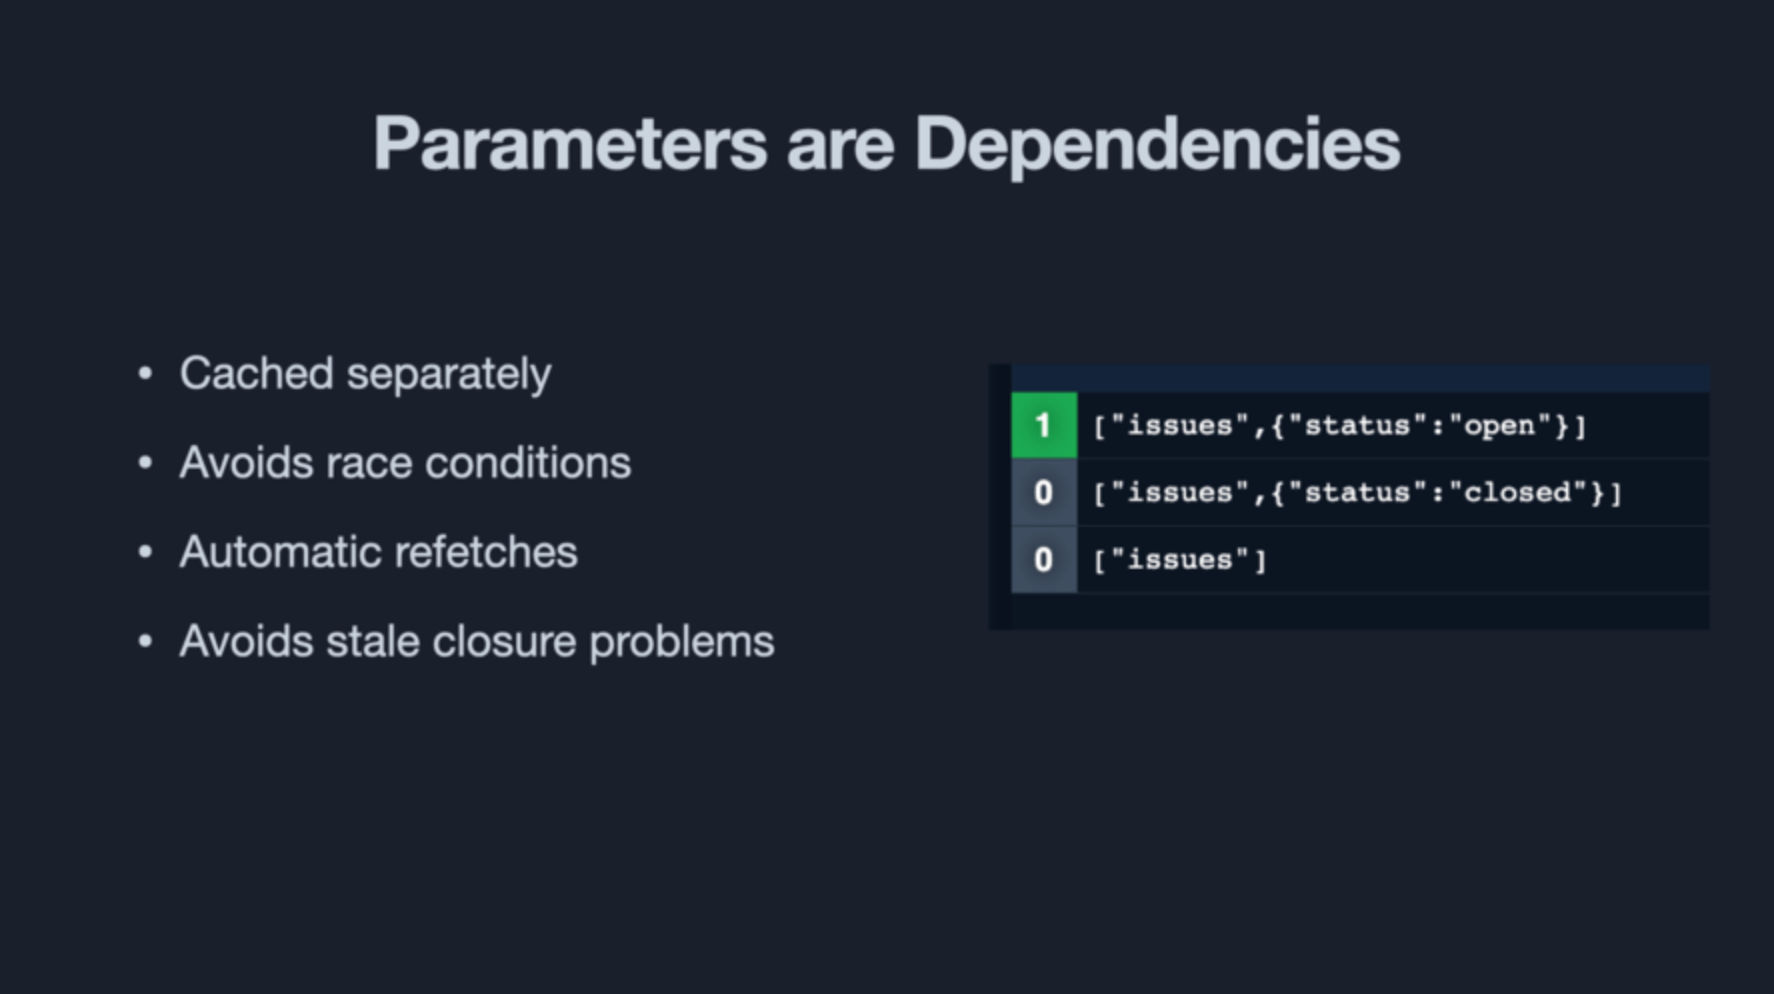 Parameters are Dependencies
• Cached separately
• Avoids race conditions
• Automatic refetches
• Avoids stale closure problems
1 ["issues",{"status":"open"}]
0 ["issues",{"status":"closed"}]
0 ["issues"]